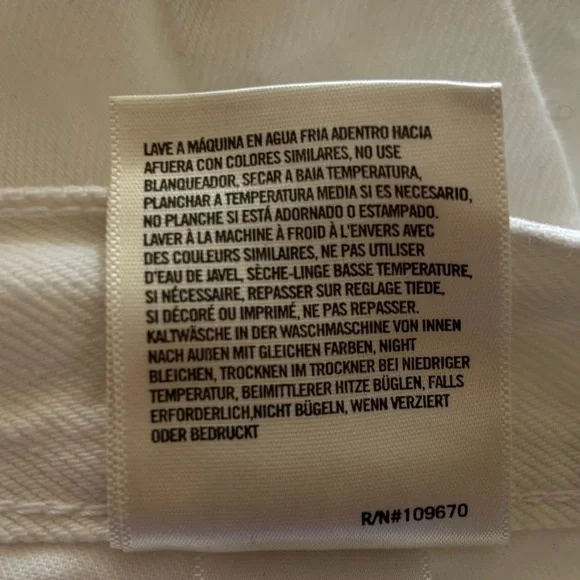 LAVE A MÁQUINA EN AGUA FRIA ADENTRO HACIA
AFUERA CON COLORES SIMILARES, NO USE
BLANQUEADOR, SECAR A BAJA TEMPERATURA,
PLANCHAR A TEMPERATURA MEDIA SI ES NECESARIO,
NO PLANCHE SI ESTÁ ADORNADO O ESTAMPADO.
LAVER À LA MACHINE À FROID À L'ENVERS AVEC
DES COULEURS SIMILAIRES, NE PAS UTILISER
D'EAU DE JAVEL, SÈCHE-LINGE BASSE TEMPERATURE,
SI NÉCESSAIRE, REPASSER SUR REGLAGE TIEDE,
SI DÉCORÉ OU IMPRIMÉ, NE PAS REPASSER.
KALTWÄSCHE IN DER WASCHMASCHINE VON INNEN
NACH AUßEN MIT GLEICHEN FARBEN, NIGHT
BLEICHEN, TROCKNEN IM TROCKNER BEI NIEDRIGER
TEMPERATUR, BEIMITTLERER HITZE BÜGLEN, FALLS
ERFORDERLICH,NICHT BÜGELN, WENN VERZIERT
ODER BEDRUCKT
R/N#109670